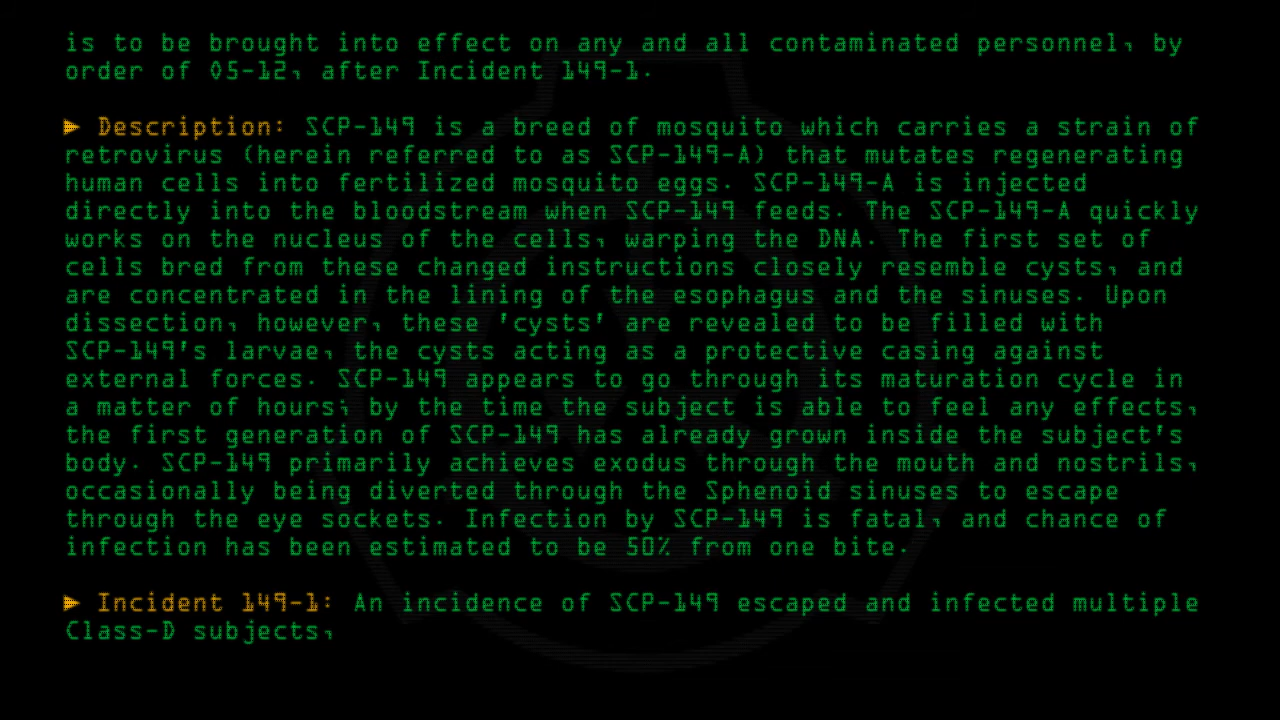 is to be brought into effect on any and all contaminated personnel, by
order of 05-12, after Incident 149-1.
► Description: SCP-149 is a breed of mosquito which carries a strain of
retrovirus (herein referred to as SCP-149-A) that mutates regenerating
human cells into fertilized mosquito eggs. SCP-149-A is injected
directly into the bloodstream when SCP-149 feeds. The SCP-149-A quickly
works on the nucleus of the cells, warping the DNA. The first set of
cells bred from these changed instructions closely resemble cysts, and
are concentrated in the lining of the esophagus and the sinuses. Upon
dissection, however, these 'cysts' are revealed to be filled with
SCP-149's larvae, the cysts acting as a protective casing against
external forces. SCP-149 appears to go through its maturation cycle in
a matter of hours; by the time the subject is able to feel any effects,
the first generation of SCP-149 has already grown inside the subject's
body. SCP-149 primarily achieves exodus through the mouth and nostrils,
occasionally being diverted through the Sphenoid sinuses to escape
through the eye sockets. Infection by SCP-149 is fatal, and chance of
infection has been estimated to be 50% from one bite.
► Incident 149-1: An incidence of SCP-149 escaped and infected multiple
Class-D subjects,